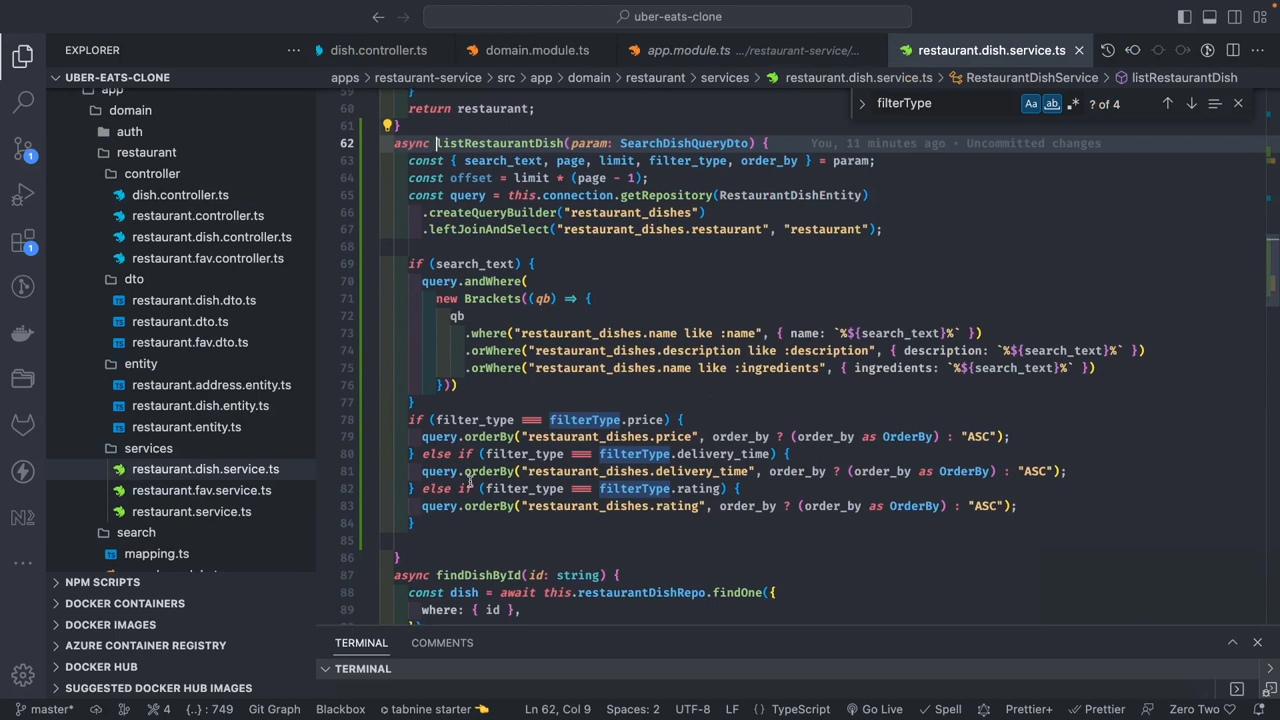 uber-eats-clone
EXPLORER
dish.controller.ts
domain.module.ts
app.module.ts .../restaurant-service/...
restaurant.dish.service.ts
UBER-EATS-CLONE
apps > restaurant-service > src > app > domain > restaurant > services > restaurant.dish.service.ts > RestaurantDishService > listRestaurantDish
app
domain
auth
restaurant
controller
dish.controller.ts
restaurant.controller.ts
restaurant.dish.controller.ts
restaurant.fav.controller.ts
dto
restaurant.dish.dto.ts
restaurant.dto.ts
restaurant.fav.dto.ts
entity
restaurant.address.entity.ts
restaurant.dish.entity.ts
restaurant.entity.ts
services
restaurant.dish.service.ts
restaurant.fav.service.ts
restaurant.service.ts
search
mapping.ts
NPM SCRIPTS
DOCKER CONTAINERS
DOCKER IMAGES
AZURE CONTAINER REGISTRY
DOCKER HUB
SUGGESTED DOCKER HUB IMAGES
filterType
Aa
ab
? of 4
59 }
60 return restaurant;
61 }
62 async listRestaurantDish(param: SearchDishQueryDto) { You, 11 minutes ago • Uncommitted changes
63 const { search_text, page, limit, filter_type, order_by } = param;
64 const offset = limit * (page - 1);
65 const query = this.connection.getRepository(RestaurantDishEntity)
66 .createQueryBuilder("restaurant_dishes")
67 .leftJoinAndSelect("restaurant_dishes.restaurant", "restaurant");
68
69 if (search_text) {
70 query.andWhere(
71 new Brackets((qb) => {
72 qb
73 .where("restaurant_dishes.name like :name", { name: `%${search_text}%` })
74 .orWhere("restaurant_dishes.description like :description", { description: `%${search_text}%` })
75 .orWhere("restaurant_dishes.name like :ingredients", { ingredients: `%${search_text}%` })
76 }))
77 }
78 if (filter_type === filterType.price) {
79 query.orderBy("restaurant_dishes.price", order_by ? (order_by as OrderBy) : "ASC");
80 } else if (filter_type === filterType.delivery_time) {
81 query.orderBy("restaurant_dishes.delivery_time", order_by ? (order_by as OrderBy) : "ASC");
82 } else if (filter_type === filterType.rating) {
83 query.orderBy("restaurant_dishes.rating", order_by ? (order_by as OrderBy) : "ASC");
84 }
85
86 }
87 async findDishById(id: string) {
88 const dish = await this.restaurantDishRepo.findOne({
89 where: { id },
TERMINAL
COMMENTS
TERMINAL
1
1
N2
master*
4
{..} : 749
Git Graph
Blackbox
tabnine starter
Ln 62, Col 9
Spaces: 2
UTF-8
LF
{} TypeScript
Go Live
Spell
Prettier+
Prettier
Zero Two